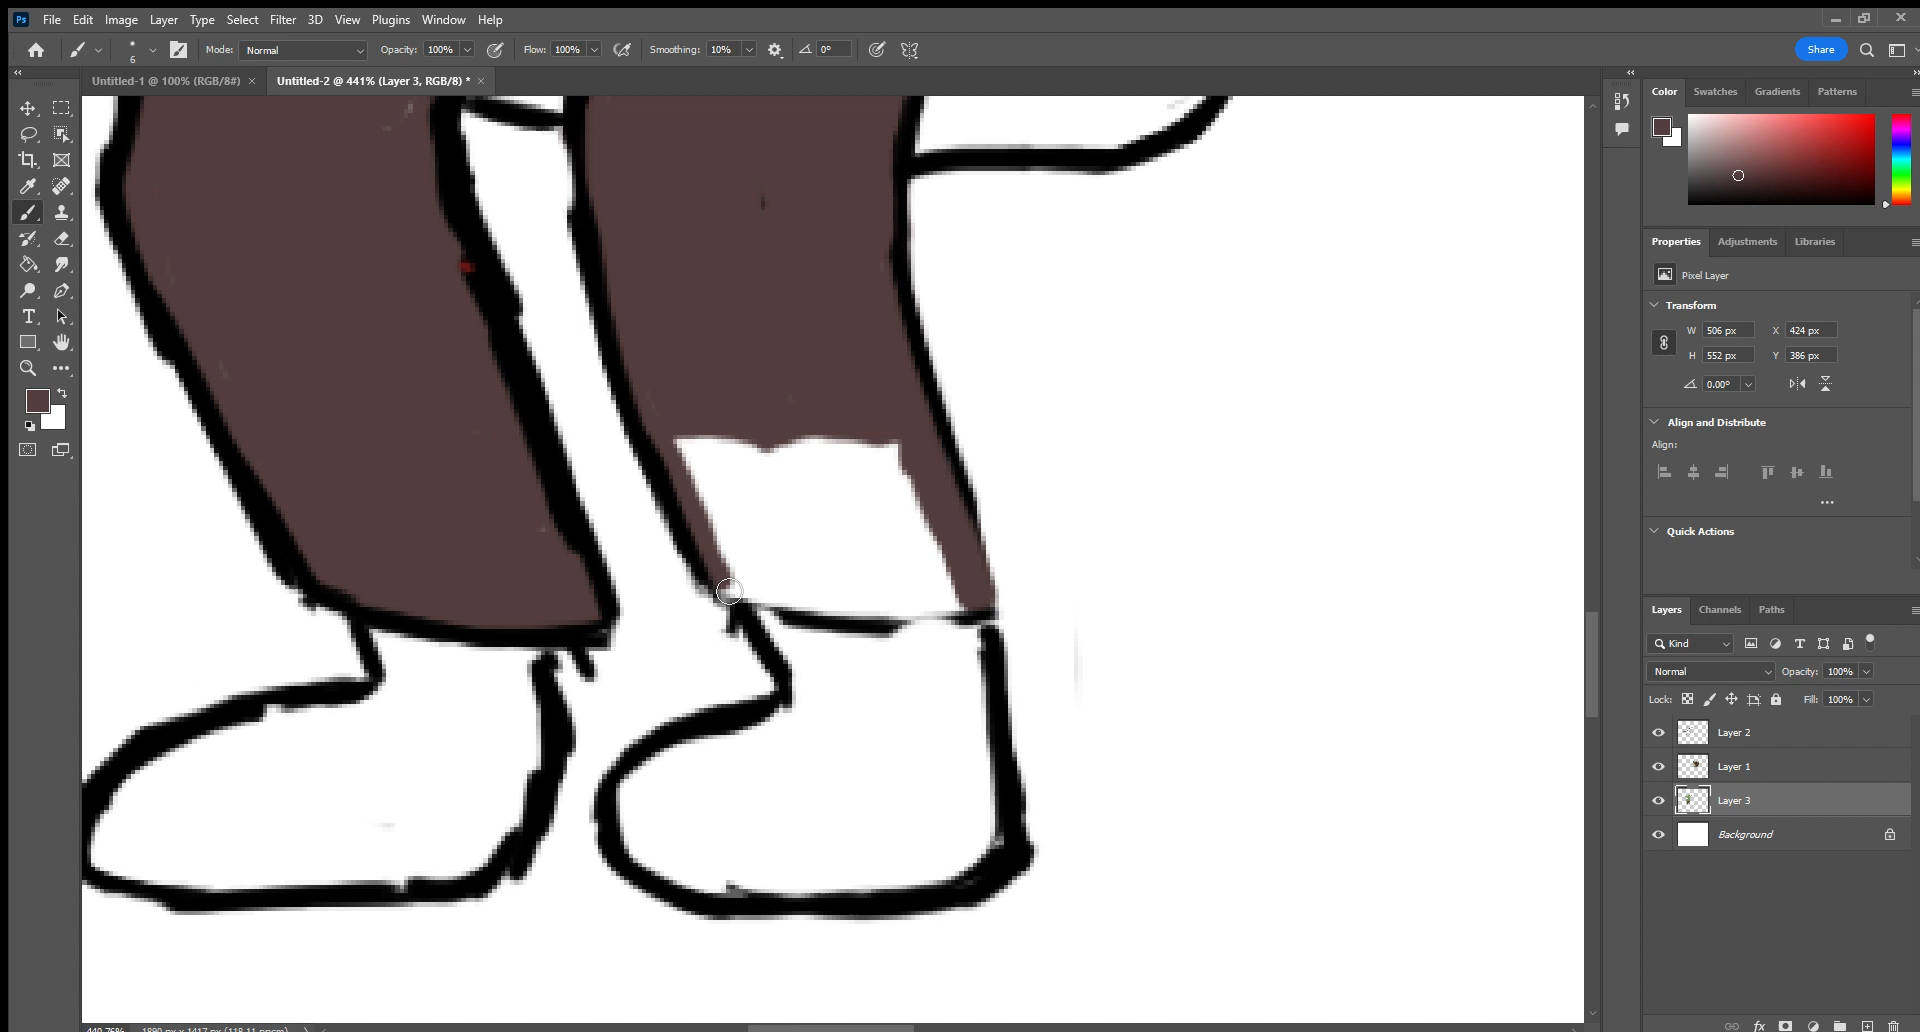 Ps File Edit Image Layer Type Select Filter 3D View Plugins Window Help
6 Mode: Normal Opacity: 100% Flow: 100% Smoothing: 10% 0° Share
Untitled-1 @ 100% (RGB/8#) × Untitled-2 @ 441% (Layer 3, RGB/8) * ×
Color Swatches Gradients Patterns
Properties Adjustments Libraries
Pixel Layer
Transform
W 506 px X 424 px
H 552 px Y 386 px
0.00°
Align and Distribute
Align:
Quick Actions
Layers Channels Paths
Kind
Normal Opacity: 100%
Lock: Fill: 100%
Layer 2
Layer 1
Layer 3
Background
fx
440.76% 1890 px x 1417 px (118.11 ppcm)